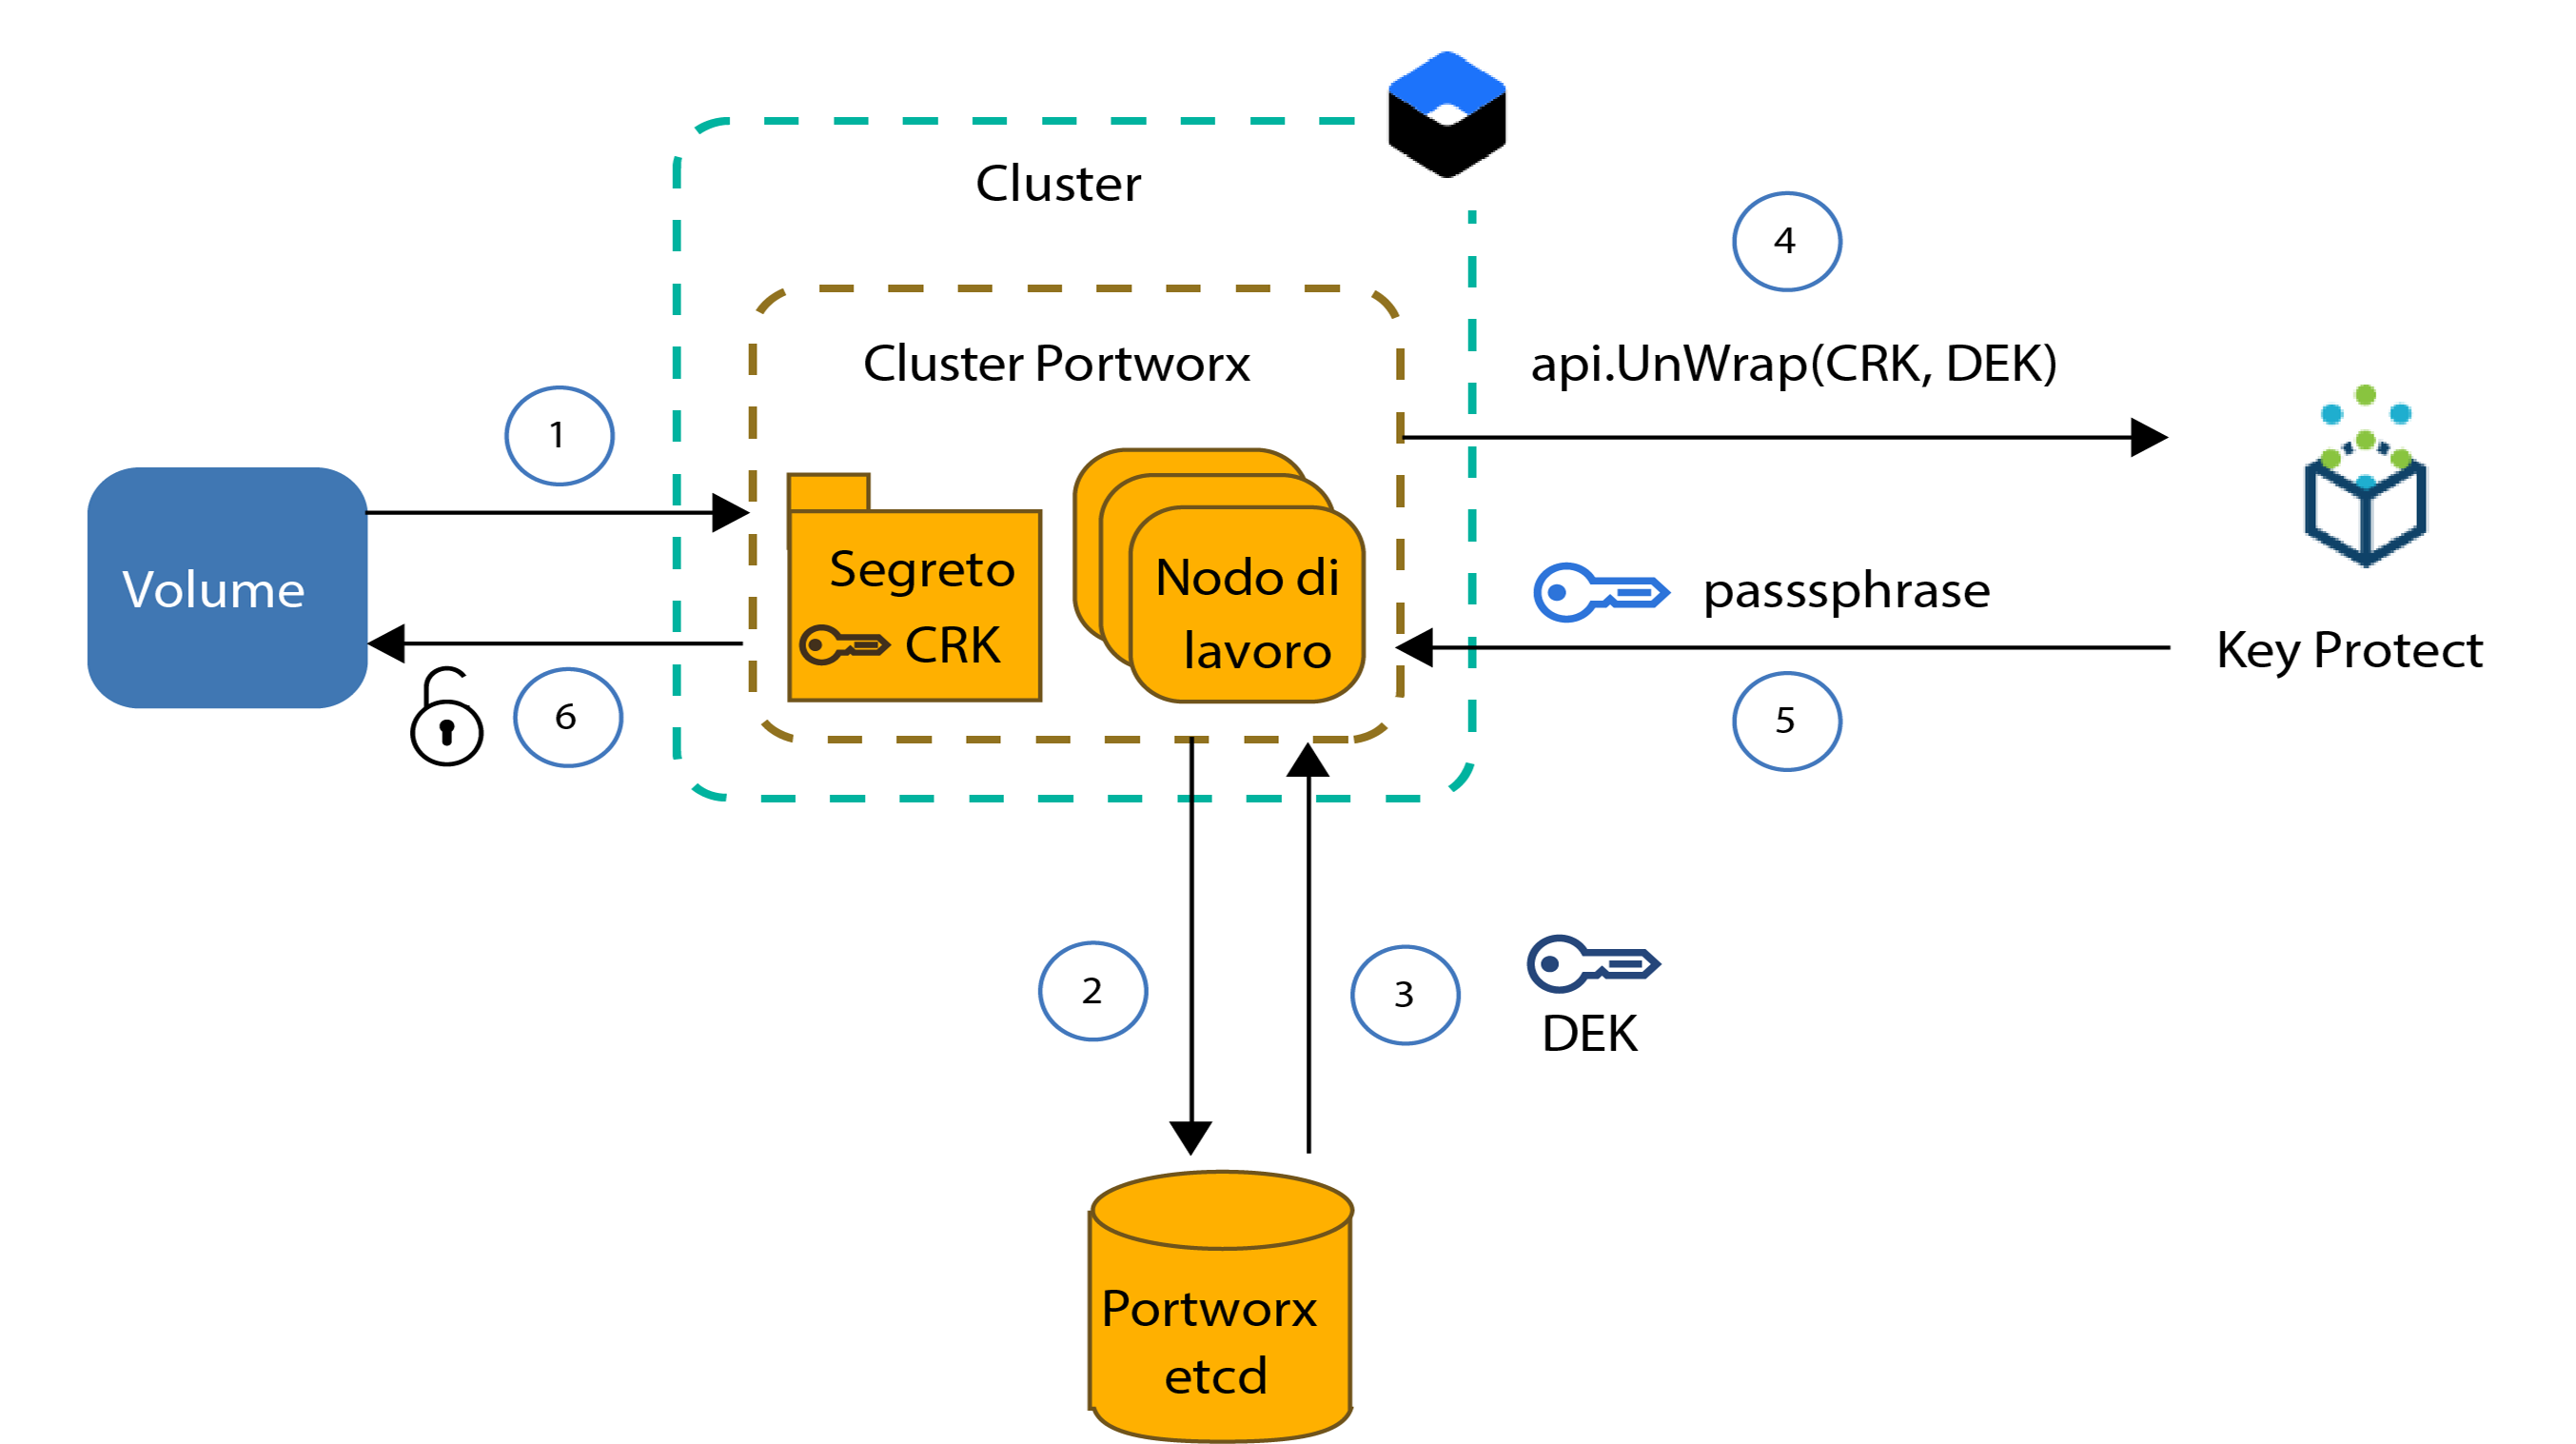 Cluster
4
Cluster Portworx
api.UnWrap(CRK, DEK)
1
Volume
Segreto
CRK
Nodo di
lavoro
passsphrase
Key Protect
6
5
2
3
DEK
Portworx
etcd